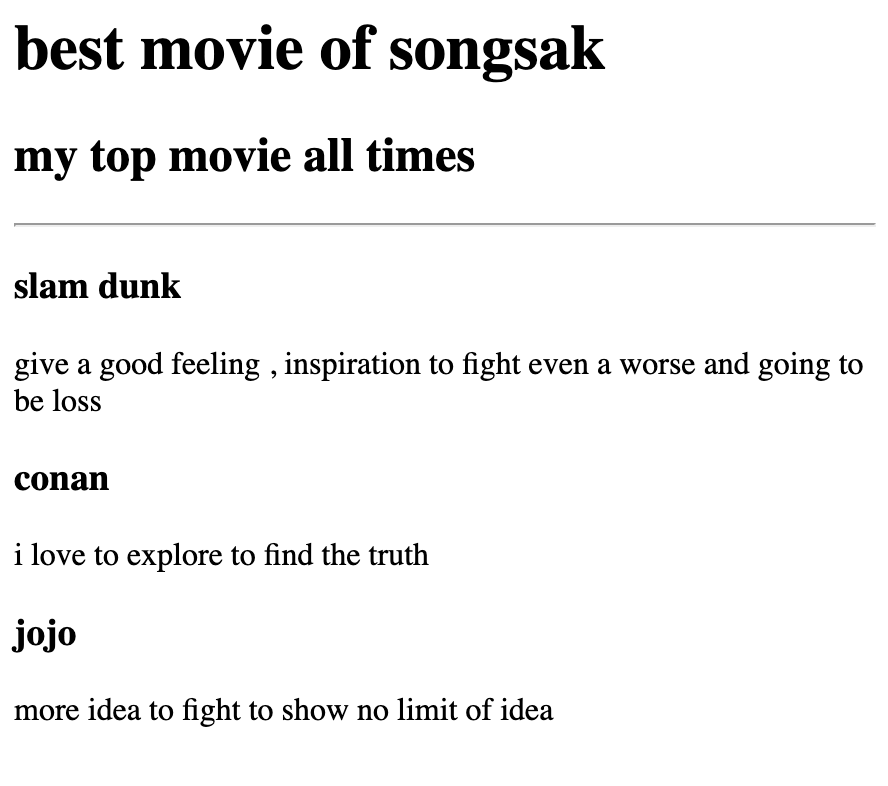 best movie of songsak
my top movie all times
slam dunk
give a good feeling , inspiration to fight even a worse and going to
be loss
conan
i love to explore to find the truth
jojo
more idea to fight to show no limit of idea